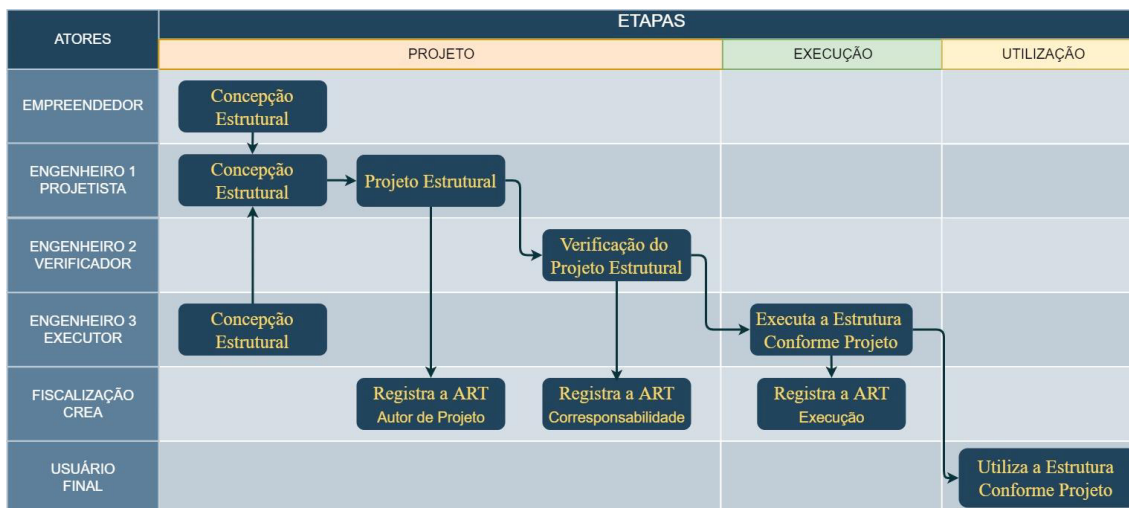 ATORES
ETAPAS
PROJETO
EXECUÇÃO
UTILIZAÇÃO
EMPREENDEDOR
Concepção
Estrutural
ENGENHEIRO 1
PROJETISTA
Concepção
Estrutural
Projeto Estrutural
ENGENHEIRO 2
VERIFICADOR
Verificação do
Projeto Estrutural
ENGENHEIRO 3
EXECUTOR
Concepção
Estrutural
Executa a Estrutura
Conforme Projeto
FISCALIZAÇÃO
CREA
Registra a ART
Autor de Projeto
Registra a ART
Corresponsabilidade
Registra a ART
Execução
USUÁRIO
FINAL
Utiliza a Estrutura
Conforme Projeto